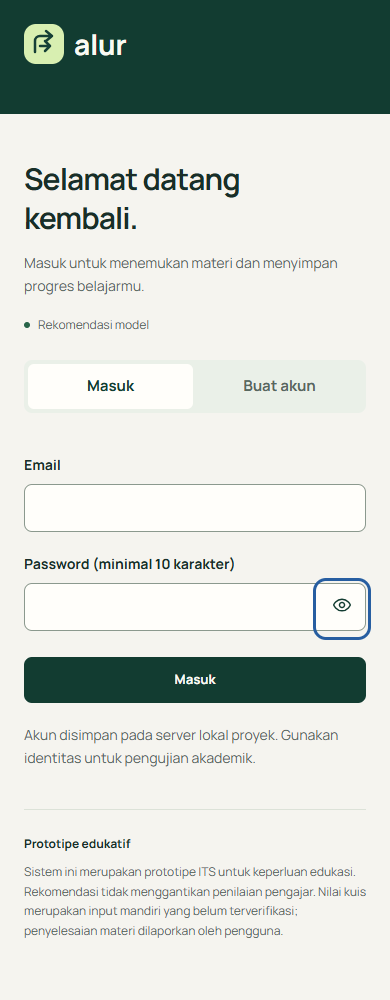 alur
Selamat datang
kembali.
Masuk untuk menemukan materi dan menyimpan
progres belajarmu.
Rekomendasi model
Masuk
Buat akun
Email
Password (minimal 10 karakter)
Masuk
Akun disimpan pada server lokal proyek. Gunakan
identitas untuk pengujian akademik.
Prototipe edukatif
Sistem ini merupakan prototipe ITS untuk keperluan edukasi.
Rekomendasi tidak menggantikan penilaian pengajar. Nilai kuis
merupakan input mandiri yang belum terverifikasi;
penyelesaian materi dilaporkan oleh pengguna.